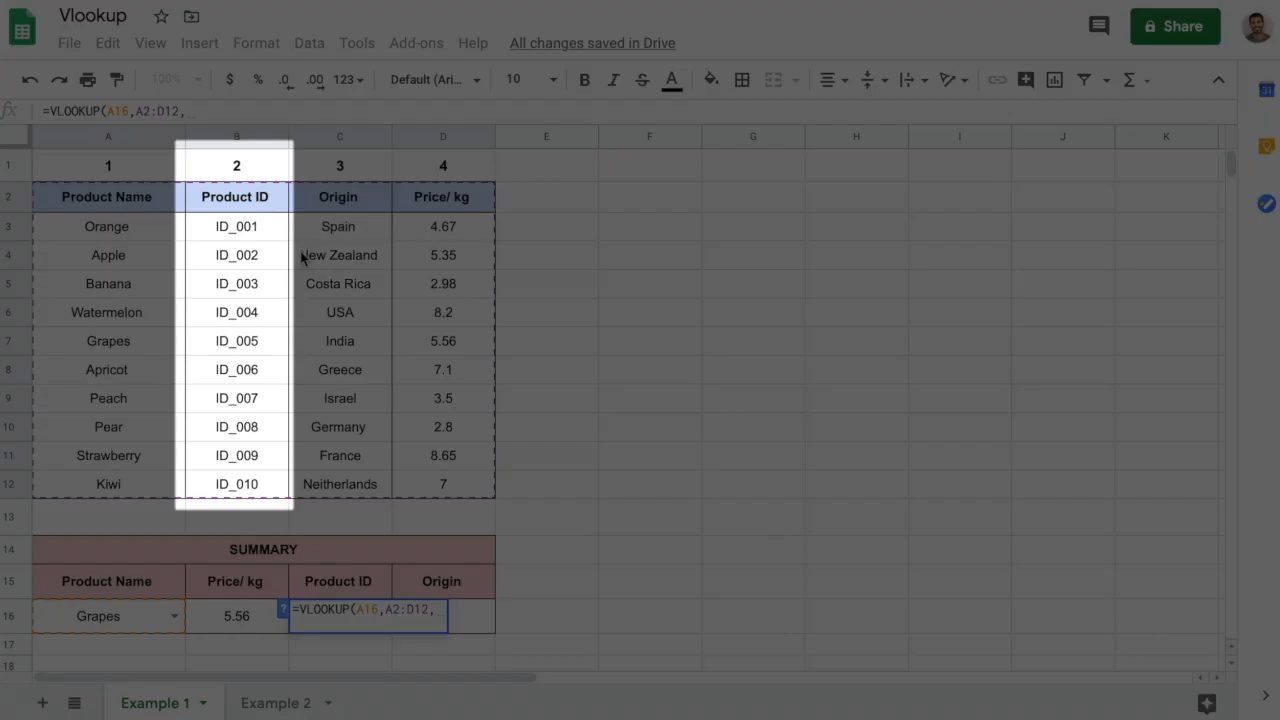 Vlookup
File Edit View Insert Format Data Tools Add-ons Help All changes saved in Drive
Share
100% $ % .0 .00 123 Default (Ari... 10 B I S A
fx =VLOOKUP(A16,A2:D12,
A B C D E F G H I J K
1 1 2 3 4
2 Product Name Product ID Origin Price/ kg
3 Orange ID_001 Spain 4.67
4 Apple ID_002 New Zealand 5.35
5 Banana ID_003 Costa Rica 2.98
6 Watermelon ID_004 USA 8.2
7 Grapes ID_005 India 5.56
8 Apricot ID_006 Greece 7.1
9 Peach ID_007 Israel 3.5
10 Pear ID_008 Germany 2.8
11 Strawberry ID_009 France 8.65
12 Kiwi ID_010 Neitherlands 7
13
14 SUMMARY
15 Product Name Price/ kg Product ID Origin
16 Grapes 5.56 ? =VLOOKUP(A16,A2:D12,
17
18
Example 1 Example 2
31